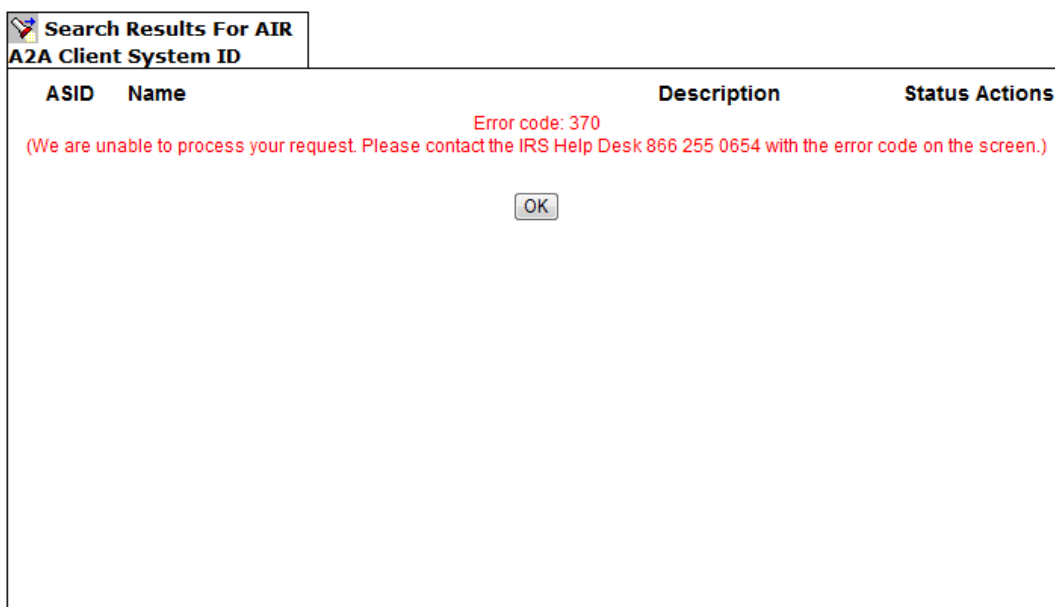 Search Results For AIR
A2A Client System ID
ASID Name Description Status Actions
Error code: 370
(We are unable to process your request. Please contact the IRS Help Desk 866 255 0654 with the error code on the screen.)
OK